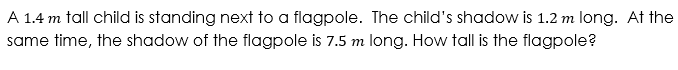 A 1.4 m tall child is standing next to a flagpole.  The child's shadow is 1.2 m long.  At the
same time, the shadow of the flagpole is 7.5 m long. How tall is the flagpole?